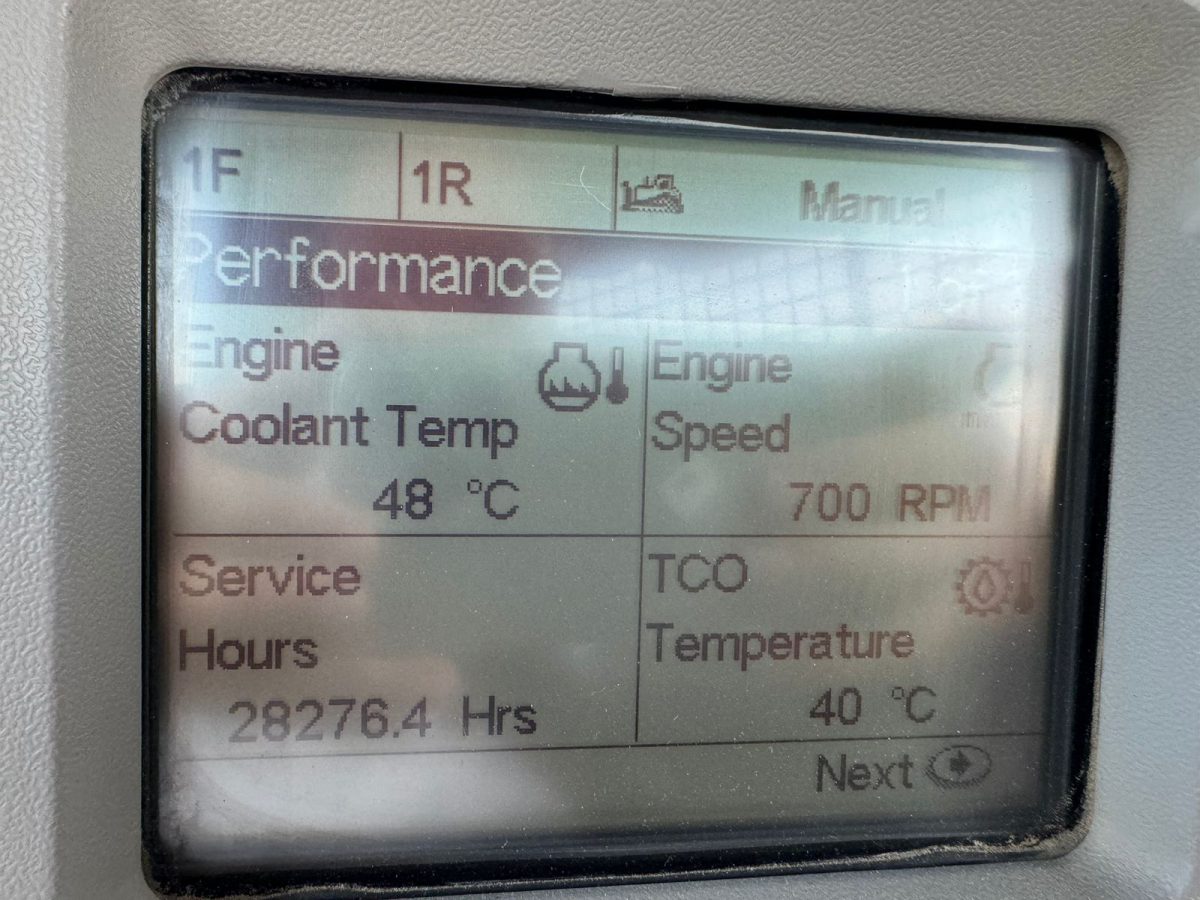 1F 1R Manual
Performance
Engine
Coolant Temp
48 °C
Engine
Speed
700 RPM
Service
Hours
28276.4 Hrs
TCO
Temperature
40 °C
Next